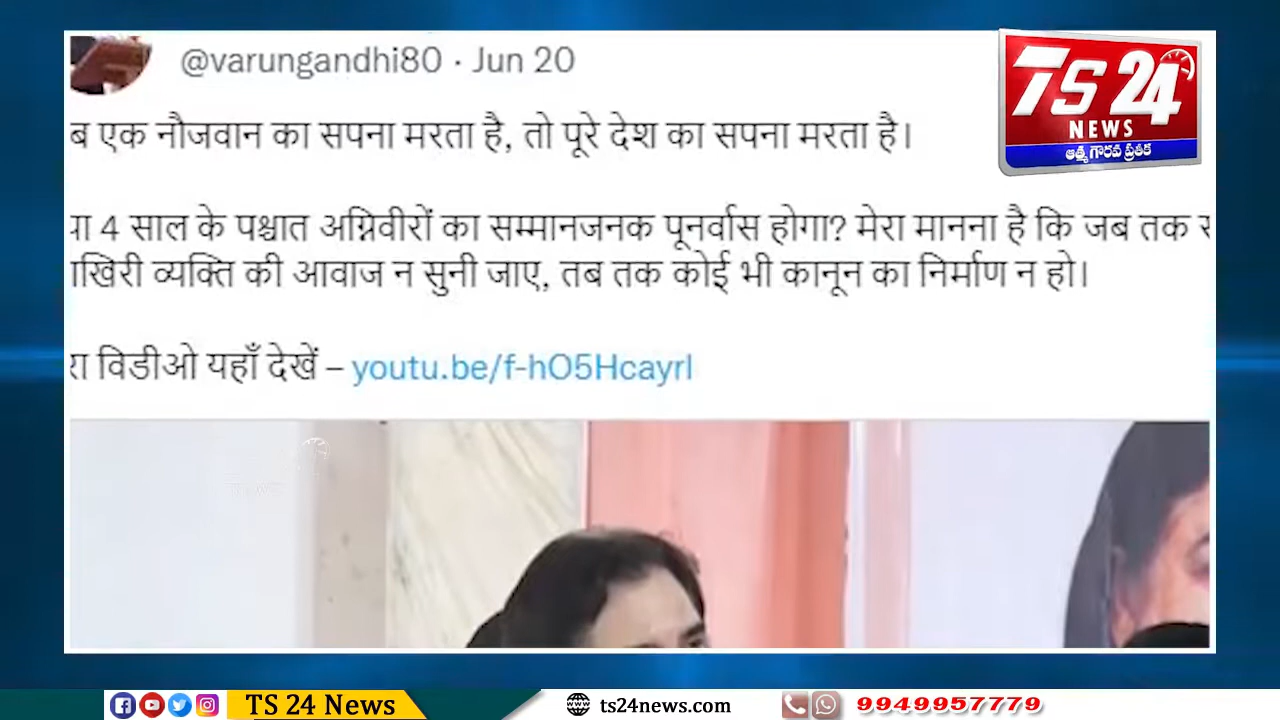 @varungandhi80 · Jun 20
TS 24
NEWS
ఆత్మ గౌరవ ప్రతీక
ब एक नौजवान का सपना मरता है, तो पूरे देश का सपना मरता है।
4 साल के पश्चात अग्निवीरों का सम्मानजनक पूनर्वास होगा? मेरा मानना है कि जब तक
खिरी व्यक्ति की आवाज न सुनी जाए, तब तक कोई भी कानून का निर्माण न हो।
रा विडीओ यहाँ देखें – youtu.be/f-hO5Hcayrl
TS 24 News
ts24news.com
9949957779